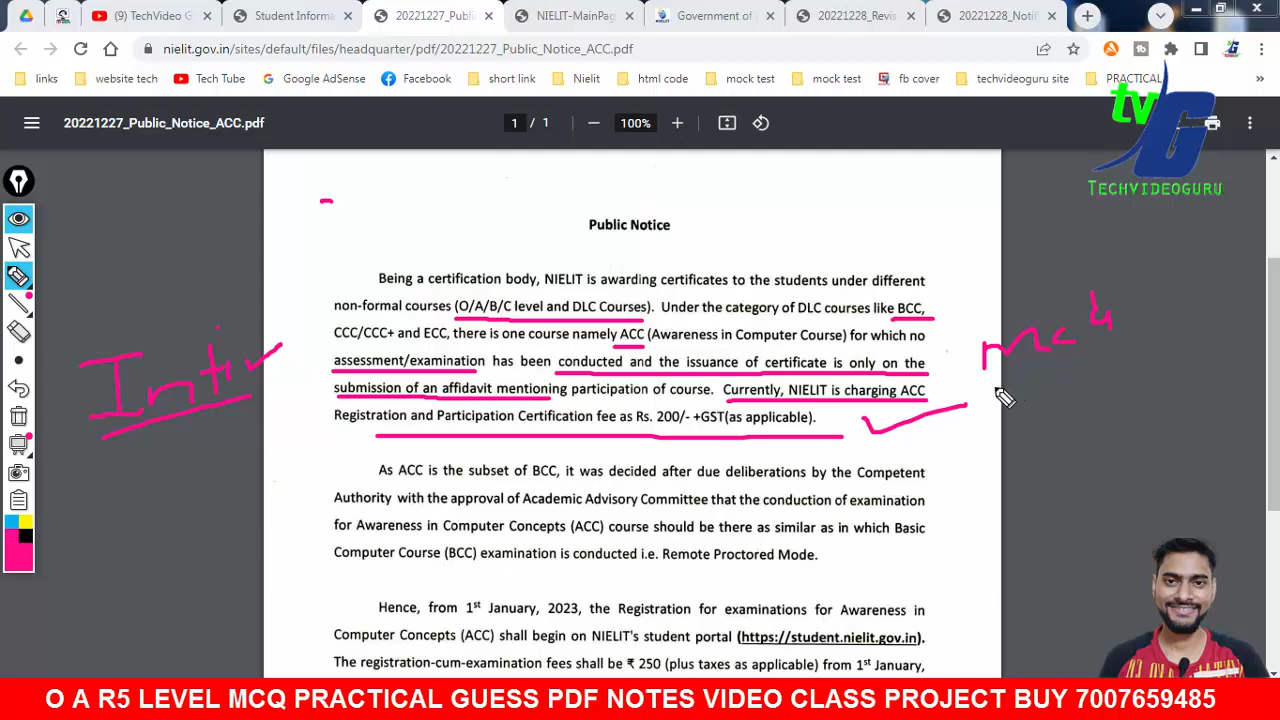 (9) TechVideo G
Student Informa
20221227_Publi
NIELIT-MainPag
Government of
20221228_Revis
20221228_Notif
nielit.gov.in/sites/default/files/headquarter/pdf/20221227_Public_Notice_ACC.pdf
links
website tech
Tech Tube
Google AdSense
Facebook
short link
Nielit
html code
mock test
mock test
fb cover
techvideoguru
PRACTICAL
»
20221227_Public_Notice_ACC.pdf
1 / 1
100%
tv G
TECHVIDEOGURU
Public Notice
Being a certification body, NIELIT is awarding certificates to the students under different
non-formal courses (O/A/B/C level and DLC Courses). Under the category of DLC courses like BCC,
CCC/CCC+ and ECC, there is one course namely ACC (Awareness in Computer Course) for which no
assessment/examination has been conducted and the issuance of certificate is only on the
submission of an affidavit mentioning participation of course. Currently, NIELIT is charging ACC
Registration and Participation Certification fee as Rs. 200/- +GST(as applicable).
As ACC is the subset of BCC, it was decided after due deliberations by the Competent
Authority with the approval of Academic Advisory Committee that the conduction of examination
for Awareness in Computer Concepts (ACC) course should be there as similar as in which Basic
Computer Course (BCC) examination is conducted i.e. Remote Proctored Mode.
Hence, from 1st January, 2023, the Registration for examinations for Awareness in
Computer Concepts (ACC) shall begin on NIELIT's student portal (https://student.nielit.gov.in).
The registration-cum-examination fees shall be ₹ 250 (plus taxes as applicable) from 1st January,
O A R5 LEVEL MCQ PRACTICAL GUESS PDF NOTES VIDEO CLASS PROJECT BUY 7007659485